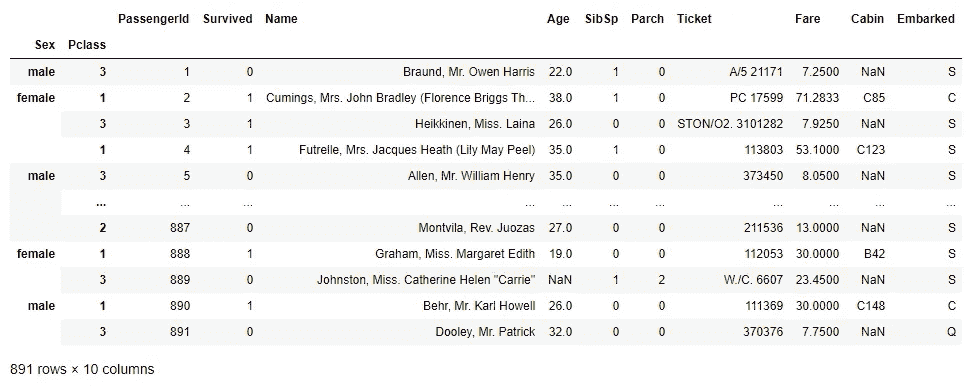 PassengerId Survived Name Age SibSp Parch Ticket Fare Cabin Embarked
Sex Pclass
male 3 1 0 Braund, Mr. Owen Harris 22.0 1 0 A/5 21171 7.2500 NaN S
female 1 2 1 Cumings, Mrs. John Bradley (Florence Briggs Th... 38.0 1 0 PC 17599 71.2833 C85 C
3 3 1 Heikkinen, Miss. Laina 26.0 0 0 STON/O2. 3101282 7.9250 NaN S
1 4 1 Futrelle, Mrs. Jacques Heath (Lily May Peel) 35.0 1 0 113803 53.1000 C123 S
male 3 5 0 Allen, Mr. William Henry 35.0 0 0 373450 8.0500 NaN S
... ... ... ... ... ... ... ... ... ... ...
2 887 0 Montvila, Rev. Juozas 27.0 0 0 211536 13.0000 NaN S
female 1 888 1 Graham, Miss. Margaret Edith 19.0 0 0 112053 30.0000 B42 S
3 889 0 Johnston, Miss. Catherine Helen "Carrie" NaN 1 2 W./C. 6607 23.4500 NaN S
male 1 890 1 Behr, Mr. Karl Howell 26.0 0 0 111369 30.0000 C148 C
3 891 0 Dooley, Mr. Patrick 32.0 0 0 370376 7.7500 NaN Q
891 rows × 10 columns